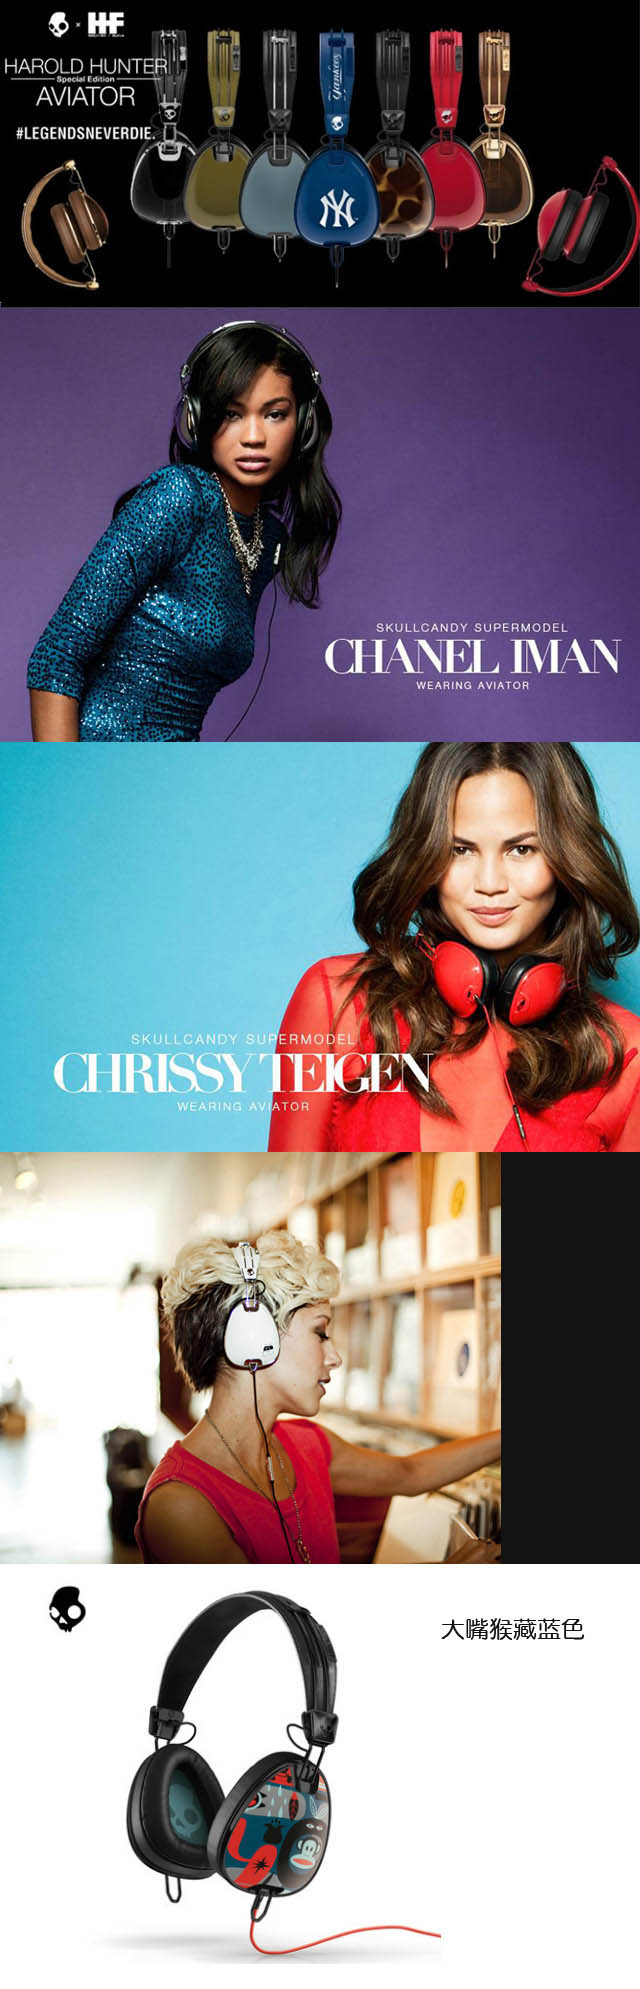 × HHF
HAROLD HUNTER
Special Edition
AVIATOR
#LEGENDSNEVERDIE.
Yankees
NY
SKULLCANDY SUPERMODEL
CHANEL IMAN
WEARING AVIATOR
SKULLCANDY SUPERMODEL
CHRISSY TEIGEN
WEARING AVIATOR
大嘴猴藏蓝色